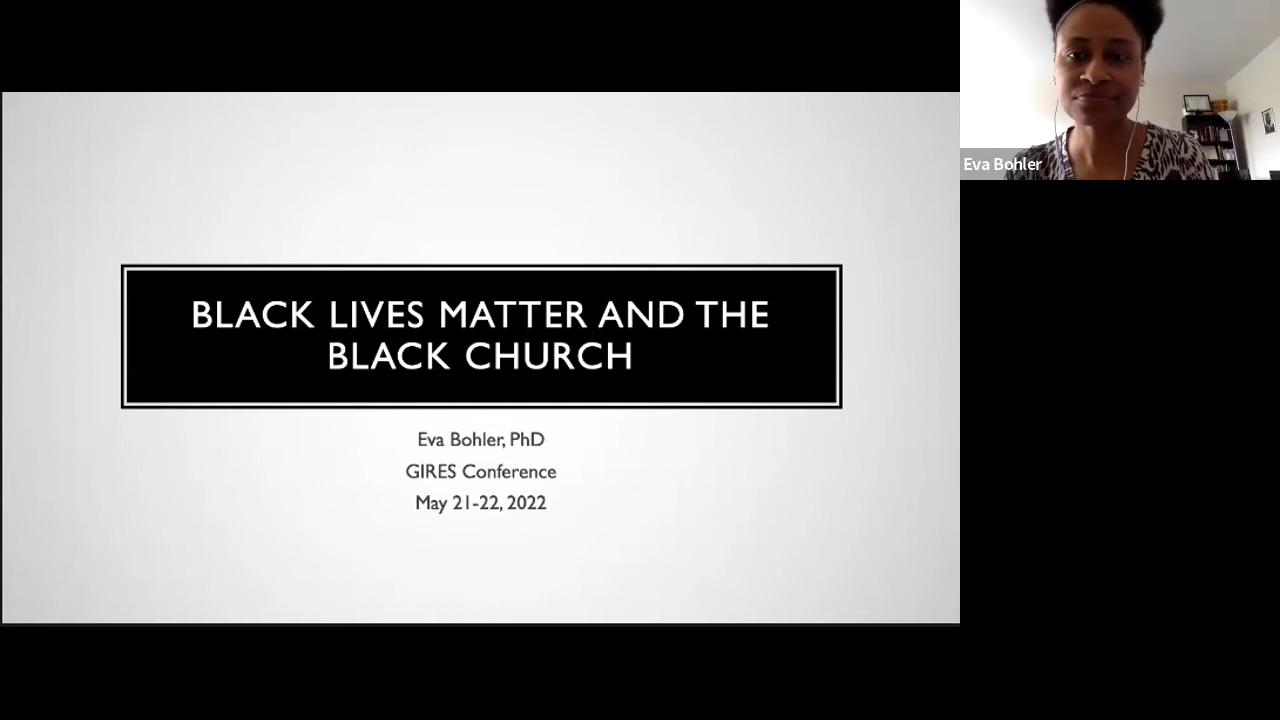 BLACK LIVES MATTER AND THE
BLACK CHURCH
Eva Bohler, PhD
GIRES Conference
May 21-22, 2022
Eva Bohler